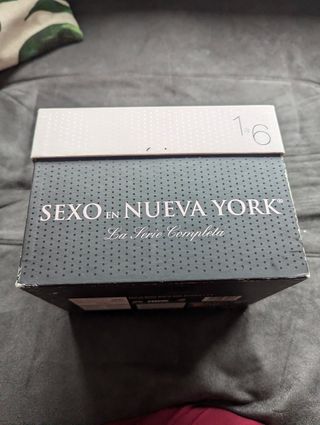 1 a 6
SEXO EN NUEVA YORK®
La Serie Completa